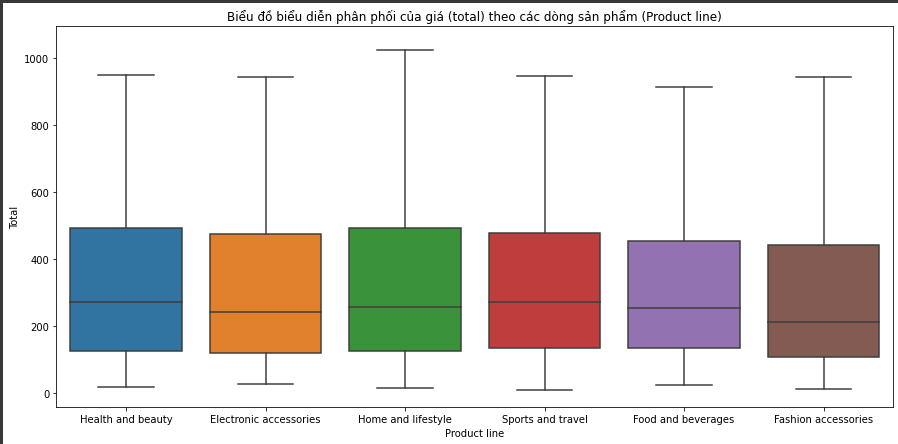 Biểu đồ biểu diễn phân phối của giá (total) theo các dòng sản phẩm (Product line)
1000
800
600
400
200
0
Total
Health and beauty
Electronic accessories
Home and lifestyle
Sports and travel
Food and beverages
Fashion accessories
Product line